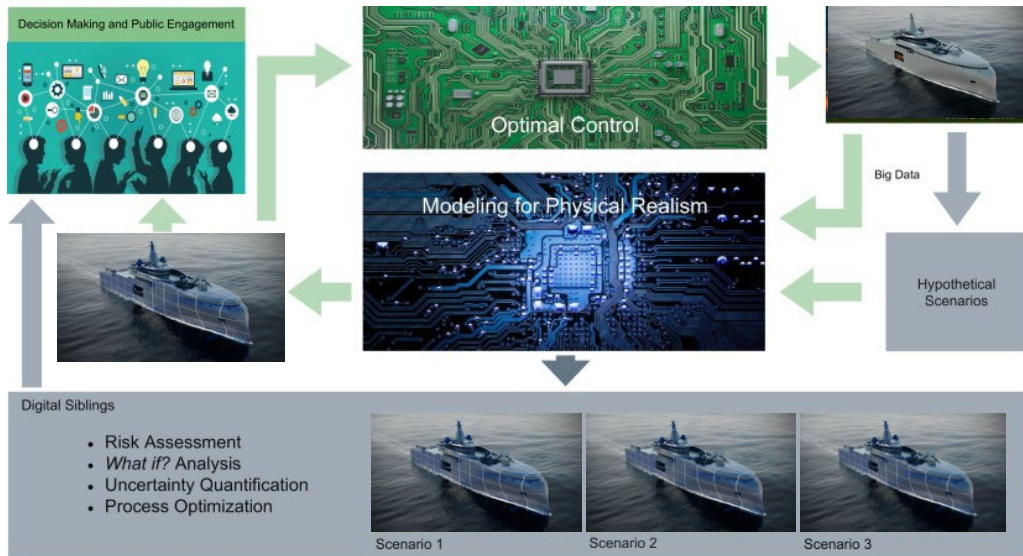 Decision Making and Public Engagement
Optimal Control
Big Data
Modeling for Physical Realism
Hypothetical
Scenarios
Digital Siblings
• Risk Assessment
• What if? Analysis
• Uncertainty Quantification
• Process Optimization
Scenario 1
Scenario 2
Scenario 3